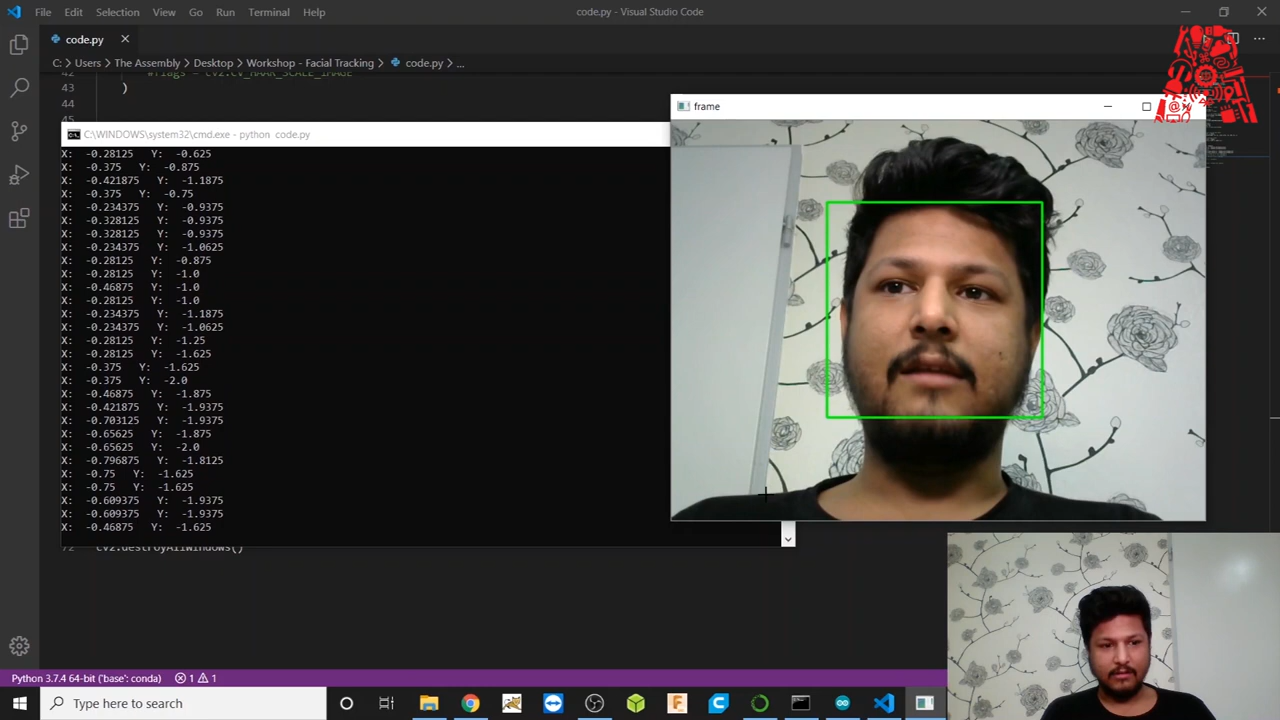 File Edit Selection View Go Run Terminal Help
code.py - Visual Studio Code
code.py
C: > Users > The Assembly > Desktop > Workshop - Facial Tracking > code.py > ...
42 #flags = cv2.CV_HAAR_SCALE_IMAGE
43 )
44
45
C:\WINDOWS\system32\cmd.exe - python code.py
X: -0.28125 Y: -0.625
X: -0.375 Y: -0.875
X: -0.421875 Y: -1.1875
X: -0.375 Y: -0.75
X: -0.234375 Y: -0.9375
X: -0.328125 Y: -0.9375
X: -0.328125 Y: -0.9375
X: -0.234375 Y: -1.0625
X: -0.28125 Y: -0.875
X: -0.28125 Y: -1.0
X: -0.46875 Y: -1.0
X: -0.28125 Y: -1.0
X: -0.234375 Y: -1.1875
X: -0.234375 Y: -1.0625
X: -0.28125 Y: -1.25
X: -0.28125 Y: -1.625
X: -0.375 Y: -1.625
X: -0.375 Y: -2.0
X: -0.46875 Y: -1.875
X: -0.421875 Y: -1.9375
X: -0.703125 Y: -1.9375
X: -0.65625 Y: -1.875
X: -0.65625 Y: -2.0
X: -0.796875 Y: -1.8125
X: -0.75 Y: -1.625
X: -0.75 Y: -1.625
X: -0.609375 Y: -1.9375
X: -0.609375 Y: -1.9375
X: -0.46875 Y: -1.625
frame
72 cv2.destroyAllWindows()
Python 3.7.4 64-bit ('base': conda) 1 1
Type here to search